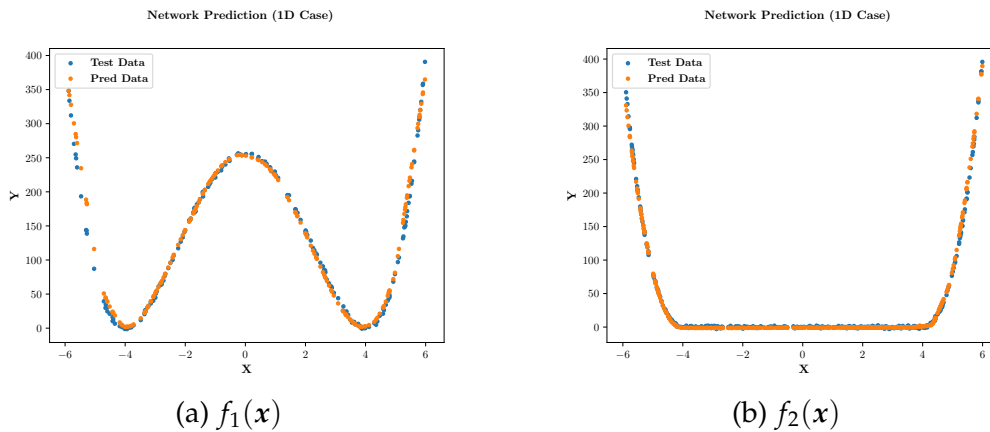 Network Prediction (1D Case)
Test Data
Pred Data
400
350
300
250
200
150
100
50
0
Y
−6
−4
−2
0
2
4
6
X
(a) f₁(x)
Network Prediction (1D Case)
Test Data
Pred Data
400
350
300
250
200
150
100
50
0
Y
−6
−4
−2
0
2
4
6
X
(b) f₂(x)